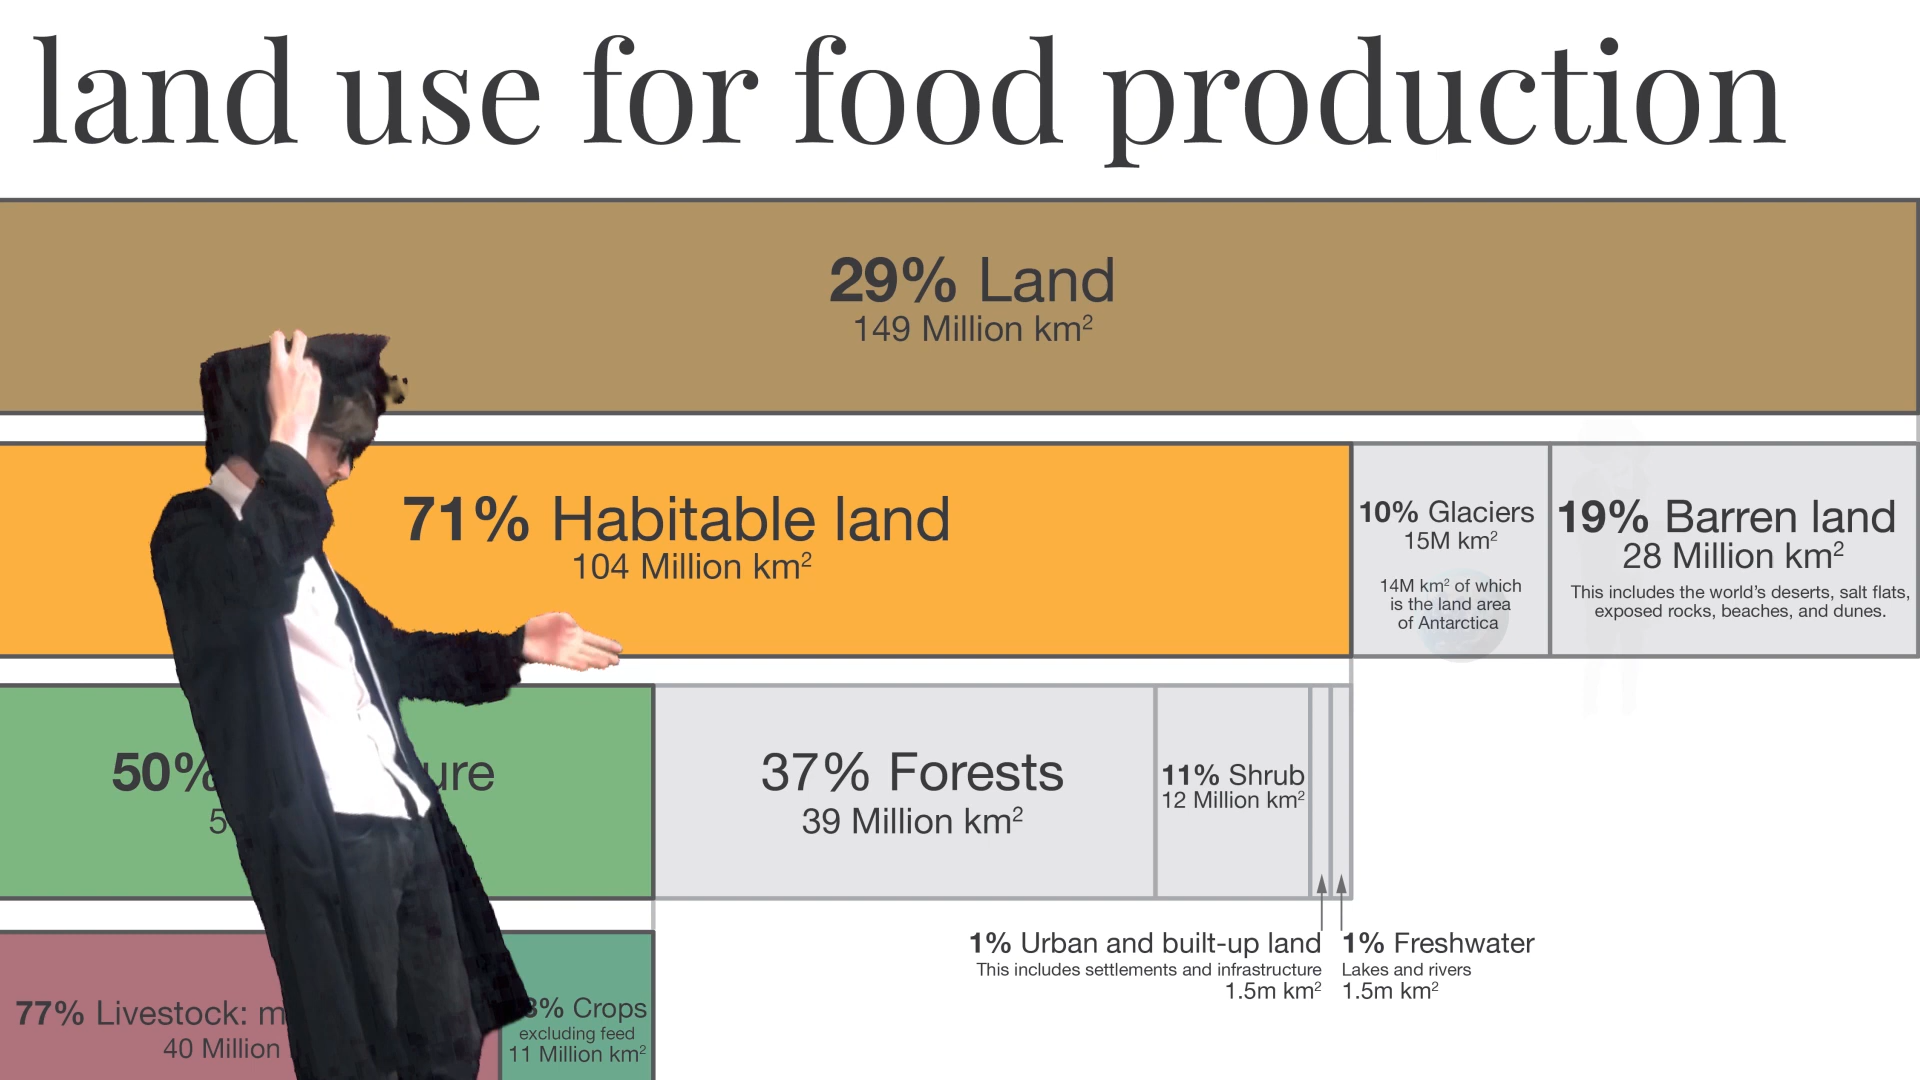 land use for food production
29% Land
149 Million km²
71% Habitable land
104 Million km²
10% Glaciers
15M km²
14M km² of which
is the land area
of Antarctica
19% Barren land
28 Million km²
This includes the world's deserts, salt flats,
exposed rocks, beaches, and dunes.
50%
37% Forests
39 Million km²
11% Shrub
12 Million km²
1% Urban and built-up land
This includes settlements and infrastructure
1.5m km²
1% Freshwater
Lakes and rivers
1.5m km²
77% Livestock:
40 Million
Crops
excluding feed
11 Million km²